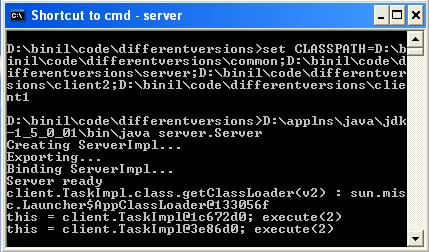 Shortcut to cmd - server
D:\binil\code\differentversions>set CLASSPATH=D:\b
inil\code\differentversions\common;D:\binil\code\d
ifferentversions\server;D:\binil\code\differentver
sions\client2;D:\binil\code\differentversions\clie
nt1
D:\binil\code\differentversions>D:\applns\java\jdk
-1_5_0_01\bin\java server.Server
Creating ServerImpl...
Exporting...
Binding ServerImpl...
Server ready
client.TaskImpl.class.getClassLoader(v2) : sun.mis
c.Launcher$AppClassLoader@133056f
this = client.TaskImpl@1c672d0; execute(2)
this = client.TaskImpl@3e86d0; execute(2)